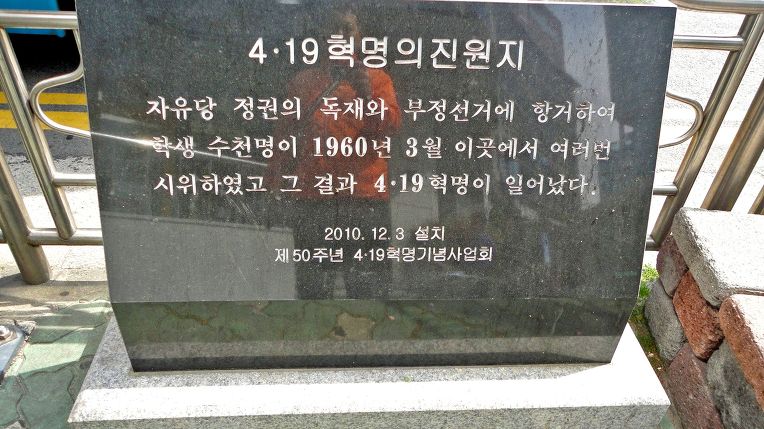 4·19혁명의진원지
자유당 정권의 독재와 부정선거에 항거하여
학생 수천명이 1960년 3월 이곳에서 여러번
시위하였고 그 결과 4·19혁명이 일어났다.
2010. 12. 3 설치
제50주년 4·19혁명기념사업회